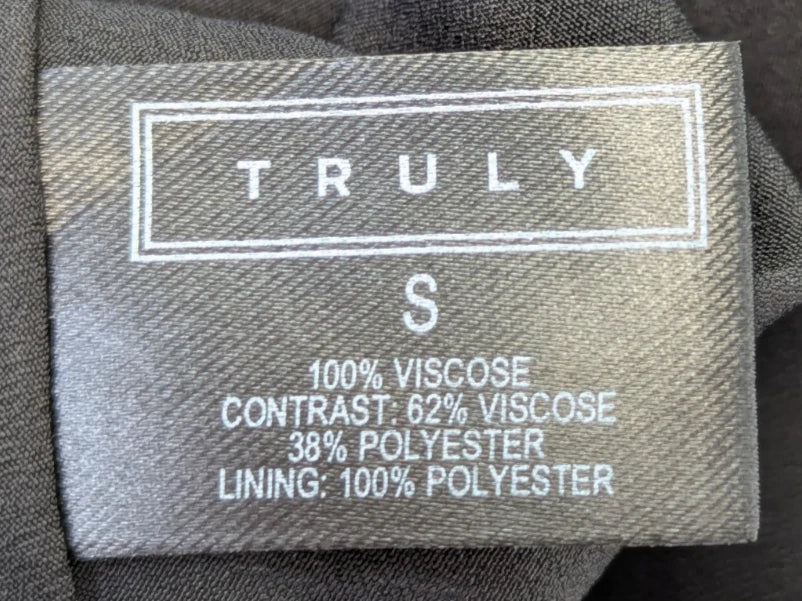 TRULY
S
100% VISCOSE
CONTRAST: 62% VISCOSE
38% POLYESTER
LINING: 100% POLYESTER